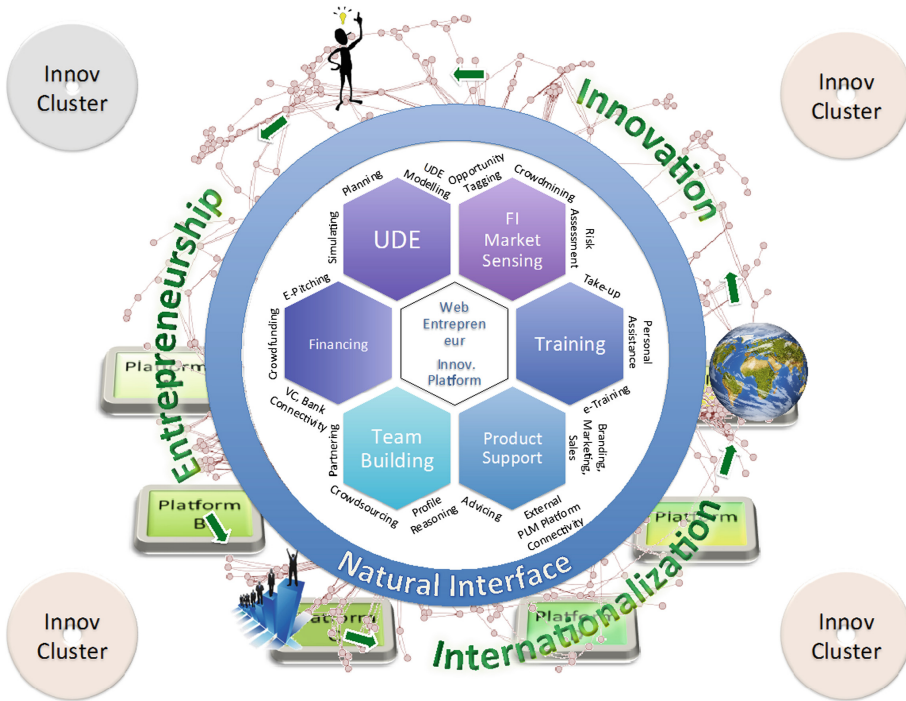 Innov
Cluster
Innov
Cluster
Innovation
Entrepreneurship
Internationalization
Natural Interface
Planning
UDE
Modelling
Opportunity
Tagging
Crowdmining
Simulating
Risk
Assessment
UDE
FI
Market
Sensing
E-Pitching
Take-up
Crowdfunding
Financing
Web
Entrepren
eur
Innov.
Platform
Training
Personal
Assistance
VC, Bank
Connectivity
e-Training
Partnering
Team
Building
Product
Support
Branding,
Marketing,
Sales
Crowdsourcing
Profile
Reasoning
Advicing
External
PLM Platform
Connectivity
Platform
Platform
B
Platform
Platform
Platform
Innov
Cluster
Innov
Cluster